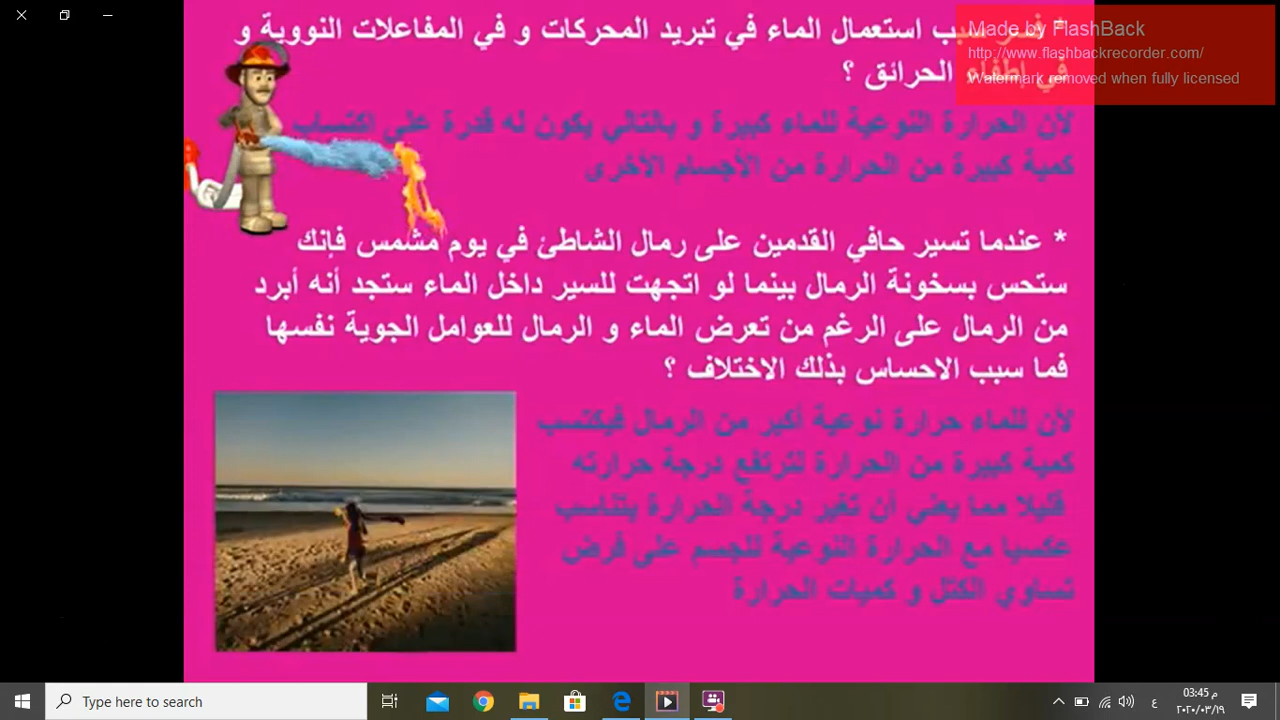 * فسر سبب استعمال الماء في تبريد المحركات و في المفاعلات النووية و
في إطفاء الحرائق ؟
Made by FlashBack
http://www.flashbackrecorder.com/
Watermark removed when fully licensed
لأن الحرارة النوعية للماء كبيرة و بالتالي يكون له قدرة على اكتساب
كمية كبيرة من الحرارة من الأجسام الأخرى
* عندما تسير حافي القدمين على رمال الشاطئ في يوم مشمس فإنك
ستحس بسخونة الرمال بينما لو اتجهت للسير داخل الماء ستجد أنه أبرد
من الرمال على الرغم من تعرض الماء و الرمال للعوامل الجوية نفسها
فما سبب الاحساس بذلك الاختلاف ؟
لأن للماء حرارة نوعية أكبر من الرمال فيكتسب
كمية كبيرة من الحرارة لترتفع درجة حرارته
قليلا مما يعني أن تغير درجة الحرارة يتناسب
عكسيا مع الحرارة النوعية للجسم على فرض
تساوي الكتل و كميات الحرارة
Type here to search
ع
03:45 م
٢٠٢٠/٠٣/١٩